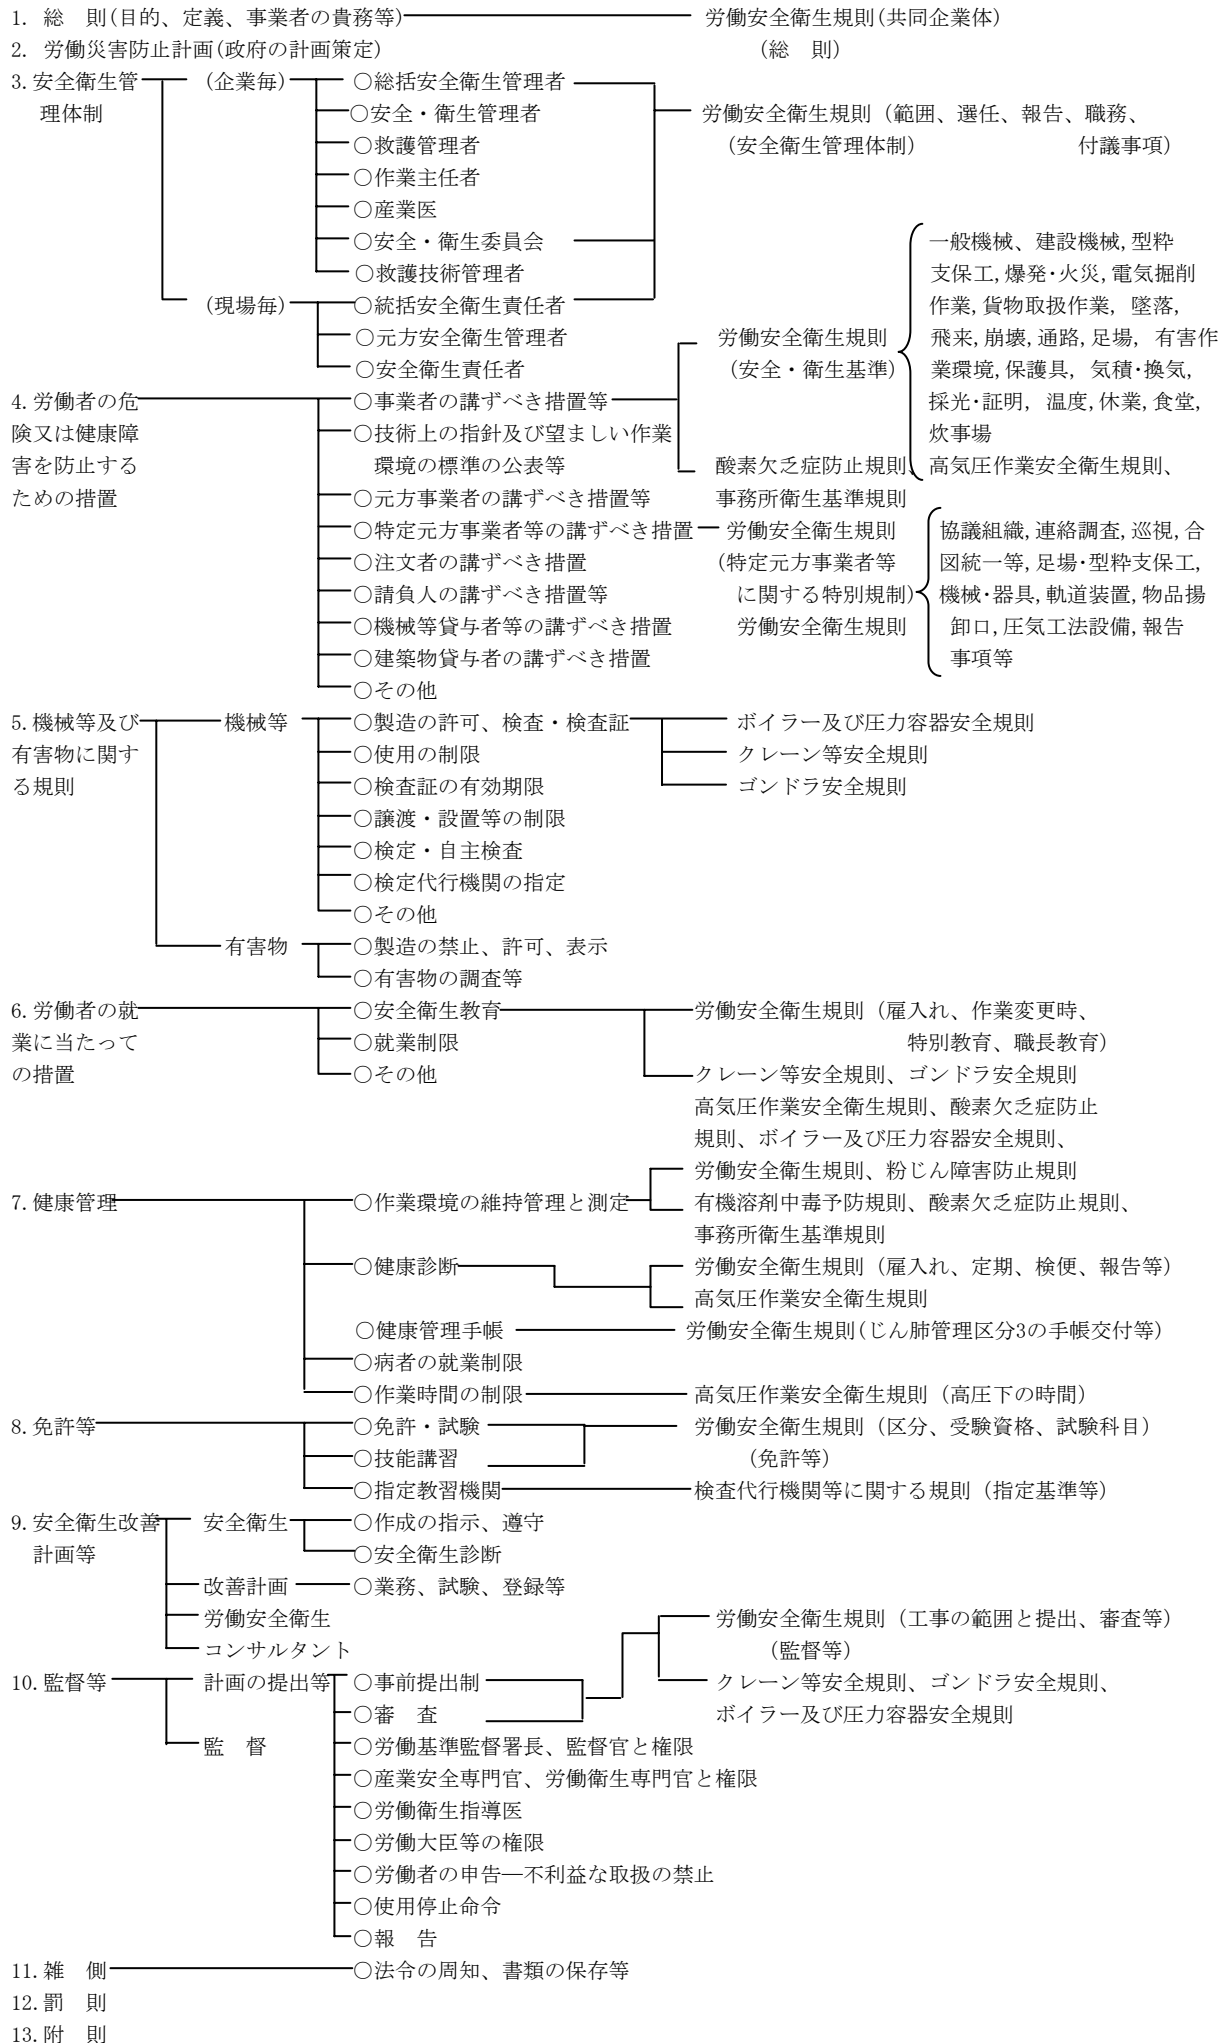 1. 総　則(目的、定義、事業者の貴務等) 労働安全衛生規則(共同企業体)
2. 労働災害防止計画(政府の計画策定) (総　則)
3.安全衛生管 (企業毎) ○総括安全衛生管理者
理体制 ○安全・衛生管理者 労働安全衛生規則（範囲、選任、報告、職務、
○救護管理者 (安全衛生管理体制) 付議事項）
○作業主任者
○産業医
○安全・衛生委員会 一般機械、建設機械,型粋
○救護技術管理者 支保工,爆発・火災,電気掘削
(現場毎) ○統括安全衛生責任者 作業,貨物取扱作業, 墜落,
○元方安全衛生管理者 労働安全衛生規則 飛来,崩壊,通路,足場, 有害作
○安全衛生責任者 (安全・衛生基準) 業環境,保護具, 気積・換気,
4.労働者の危 ○事業者の講ずべき措置等 採光・証明, 温度,休業,食堂,
険又は健康障 ○技術上の指針及び望ましい作業 炊事場
害を防止する 環境の標準の公表等 酸素欠乏症防止規則、 高気圧作業安全衛生規則、
ための措置 ○元方事業者の講ずべき措置等 事務所衛生基準規則
○特定元方事業者等の講ずべき措置 労働安全衛生規則 協議組織,連絡調査,巡視,合
○注文者の講ずべき措置 (特定元方事業者等 図統一等,足場・型粋支保工,
○請負人の講ずべき措置等 に関する特別規制) 機械・器具,軌道装置,物品揚
○機械等貸与者等の講ずべき措置 労働安全衛生規則 卸口,圧気工法設備,報告
○建築物貸与者の講ずべき措置 事項等
○その他
5.機械等及び 機械等 ○製造の許可、検査・検査証 ボイラー及び圧力容器安全規則
有害物に関す ○使用の制限 クレーン等安全規則
る規則 ○検査証の有効期限 ゴンドラ安全規則
○譲渡・設置等の制限
○検定・自主検査
○検定代行機関の指定
○その他
有害物 ○製造の禁止、許可、表示
○有害物の調査等
6.労働者の就 ○安全衛生教育 労働安全衛生規則（雇入れ、作業変更時、
業に当たって ○就業制限 特別教育、職長教育）
の措置 ○その他 クレーン等安全規則、ゴンドラ安全規則
高気圧作業安全衛生規則、酸素欠乏症防止
規則、ボイラー及び圧力容器安全規則、
労働安全衛生規則、粉じん障害防止規則
7.健康管理 ○作業環境の維持管理と測定 有機溶剤中毒予防規則、酸素欠乏症防止規則、
事務所衛生基準規則
○健康診断 労働安全衛生規則（雇入れ、定期、検便、報告等）
高気圧作業安全衛生規則
○健康管理手帳 労働安全衛生規則(じん肺管理区分3の手帳交付等)
○病者の就業制限
○作業時間の制限 高気圧作業安全衛生規則（高圧下の時間）
8.免許等 ○免許・試験 労働安全衛生規則（区分、受験資格、試験科目）
○技能講習 (免許等)
○指定教習機関 検査代行機関等に関する規則（指定基準等）
9.安全衛生改善 安全衛生 ○作成の指示、遵守
計画等 ○安全衛生診断
改善計画 ○業務、試験、登録等
労働安全衛生 労働安全衛生規則（工事の範囲と提出、審査等）
コンサルタント (監督等)
10.監督等 計画の提出等 ○事前提出制 クレーン等安全規則、ゴンドラ安全規則、
○審　査 ボイラー及び圧力容器安全規則
監　督 ○労働基準監督署長、監督官と権限
○産業安全専門官、労働衛生専門官と権限
○労働衛生指導医
○労働大臣等の権限
○労働者の申告―不利益な取扱の禁止
○使用停止命令
○報　告
11.雑　側 ○法令の周知、書類の保存等
12.罰　則
13.附　則